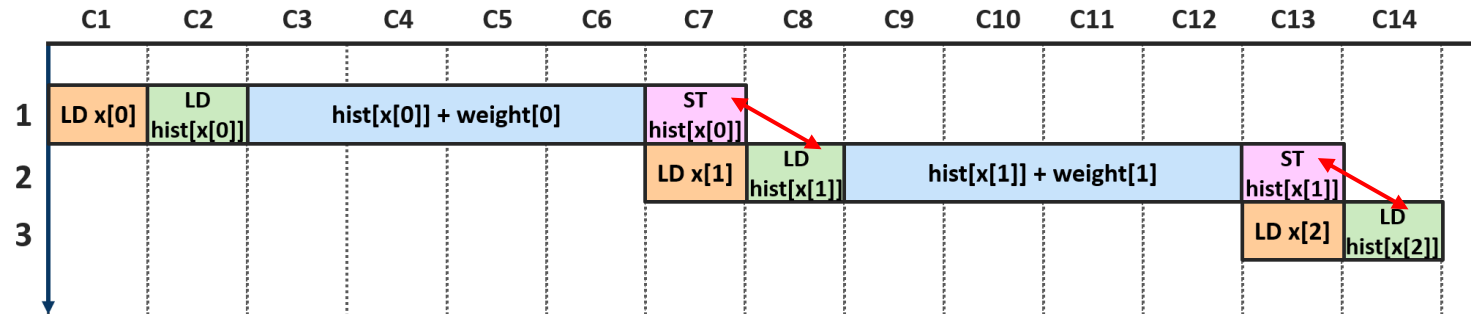 C1 C2 C3 C4 C5 C6 C7 C8 C9 C10 C11 C12 C13 C14
1
LD x[0]
LD
hist[x[0]]
hist[x[0]] + weight[0]
ST
hist[x[0]]
2
LD x[1]
LD
hist[x[1]]
hist[x[1]] + weight[1]
ST
hist[x[1]]
3
LD x[2]
LD
hist[x[2]]